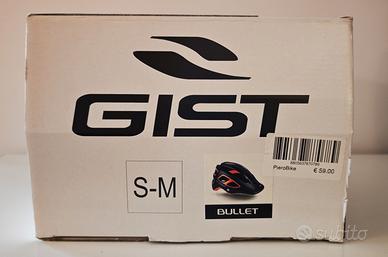 GIST
S-M
BULLET
PieroBike
€ 59.00
subito